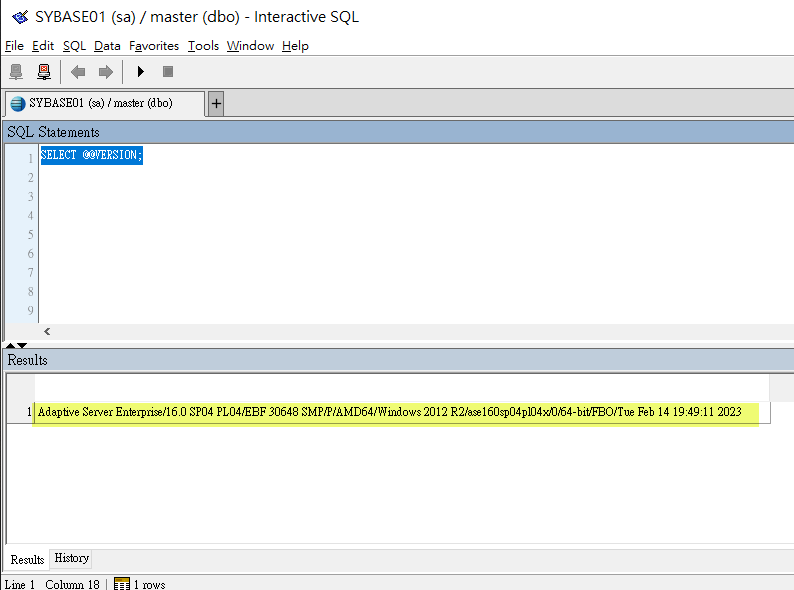 SYBASE01 (sa) / master (dbo) - Interactive SQL
File Edit SQL Data Favorites Tools Window Help
SYBASE01 (sa) / master (dbo)
+
SQL Statements
1 SELECT @@VERSION;
2
3
4
5
6
7
8
9
Results
1 Adaptive Server Enterprise/16.0 SP04 PL04/EBF 30648 SMP/P/AMD64/Windows 2012 R2/ase160sp04pl04x/0/64-bit/FBO/Tue Feb 14 19:49:11 2023
Results History
Line 1 Column 18 1 rows